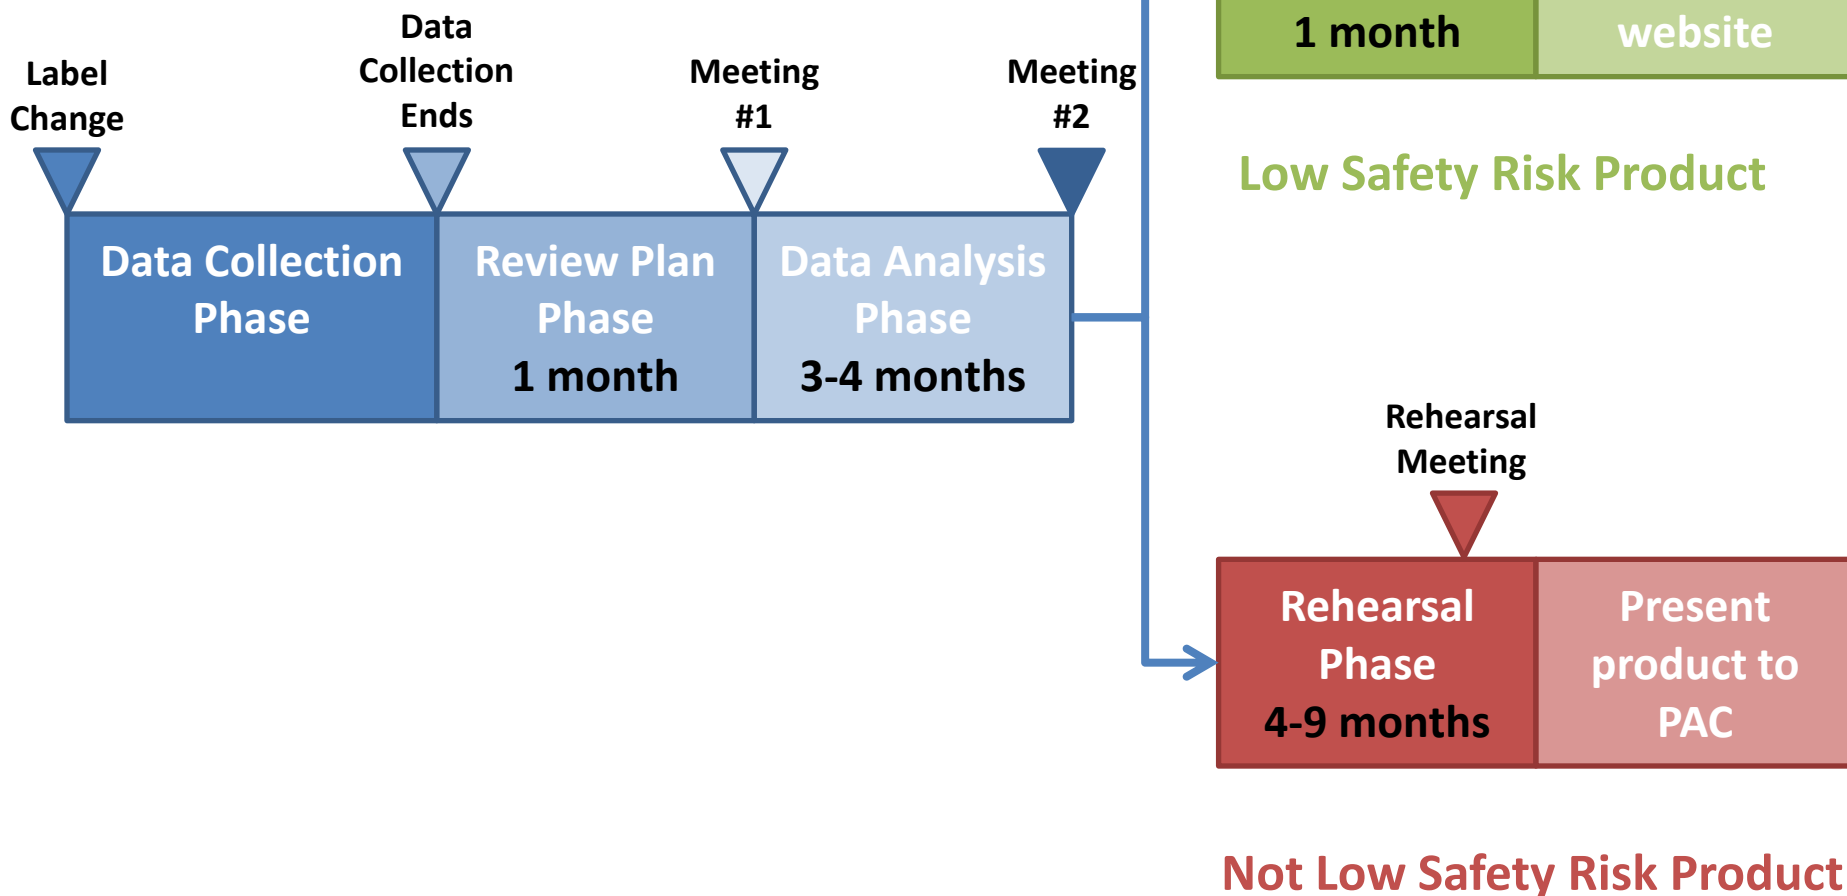 Label
Change
Data
Collection
Ends
Meeting
#1
Meeting
#2
Data Collection
Phase
Review Plan
Phase
1 month
Data Analysis
Phase
3-4 months
1 month
website
Low Safety Risk Product
Rehearsal
Meeting
Rehearsal
Phase
4-9 months
Present
product to
PAC
Not Low Safety Risk Product